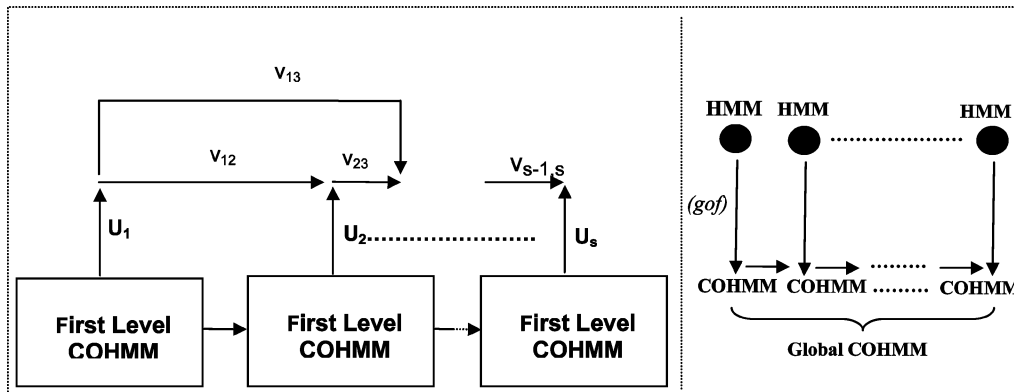 v13
v12
v23
vs-1,s
U1
U2
Us
First Level
COHMM
First Level
COHMM
First Level
COHMM
HMM HMM HMM
(gof)
COHMM COHMM COHMM
Global COHMM